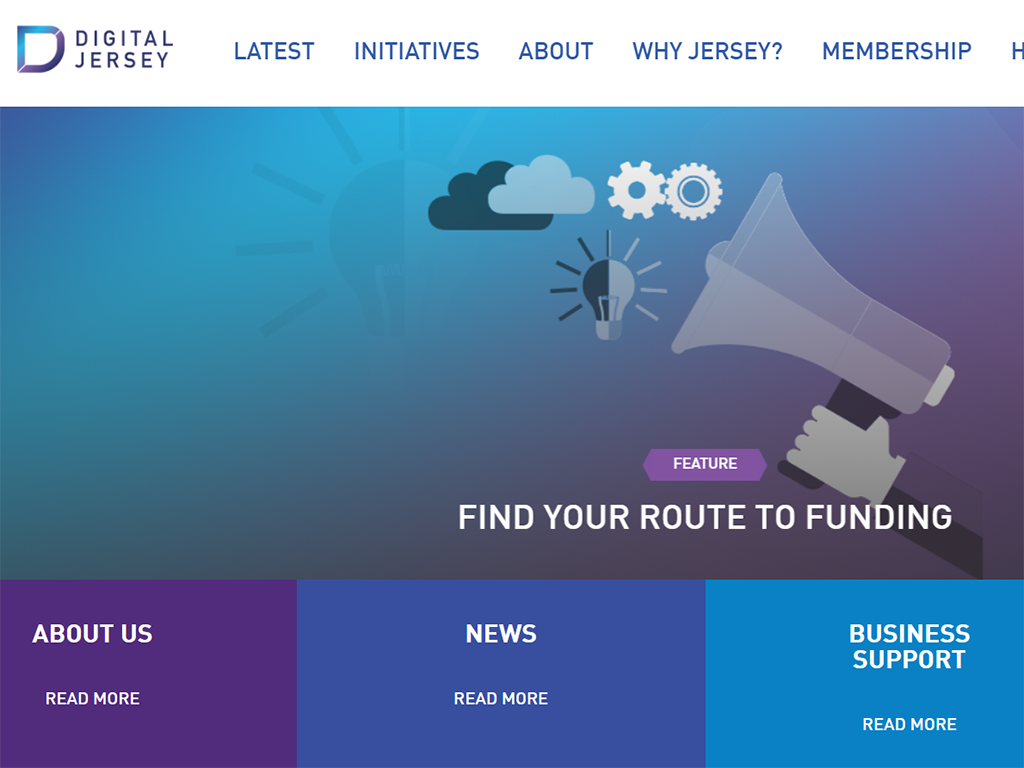 DIGITAL
JERSEY
LATEST INITIATIVES ABOUT WHY JERSEY? MEMBERSHIP H
FEATURE
FIND YOUR ROUTE TO FUNDING
ABOUT US
READ MORE
NEWS
READ MORE
BUSINESS
SUPPORT
READ MORE